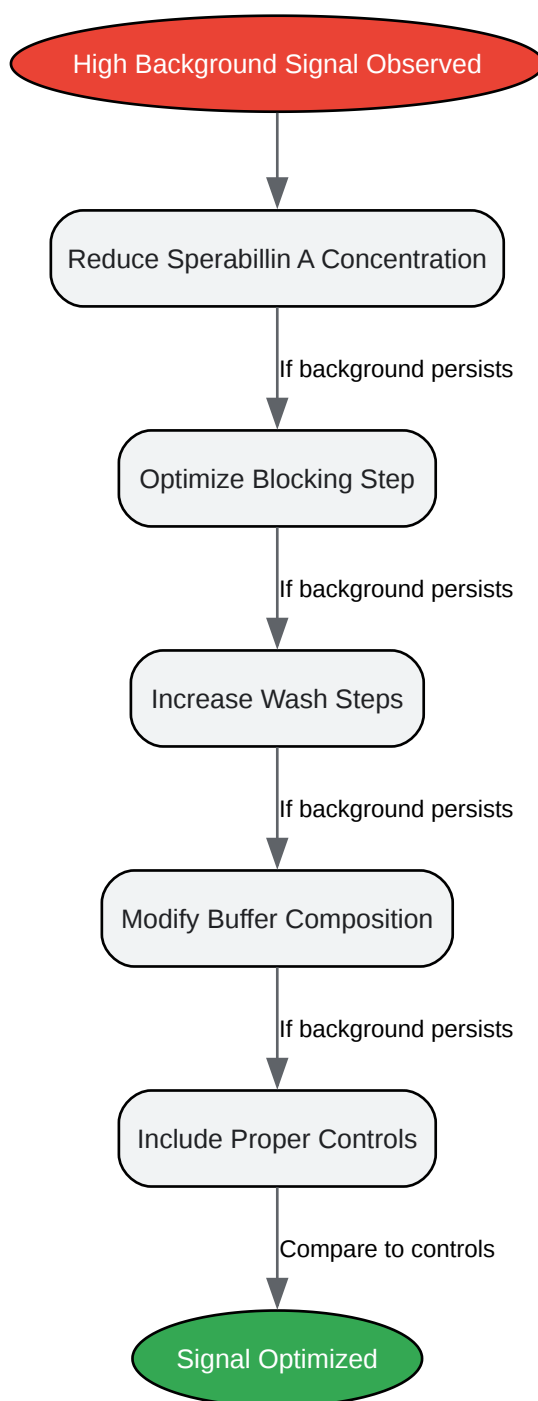 High Background Signal Observed
Reduce Sperabillin A Concentration
If background persists
Optimize Blocking Step
If background persists
Increase Wash Steps
If background persists
Modify Buffer Composition
If background persists
Include Proper Controls
Compare to controls
Signal Optimized